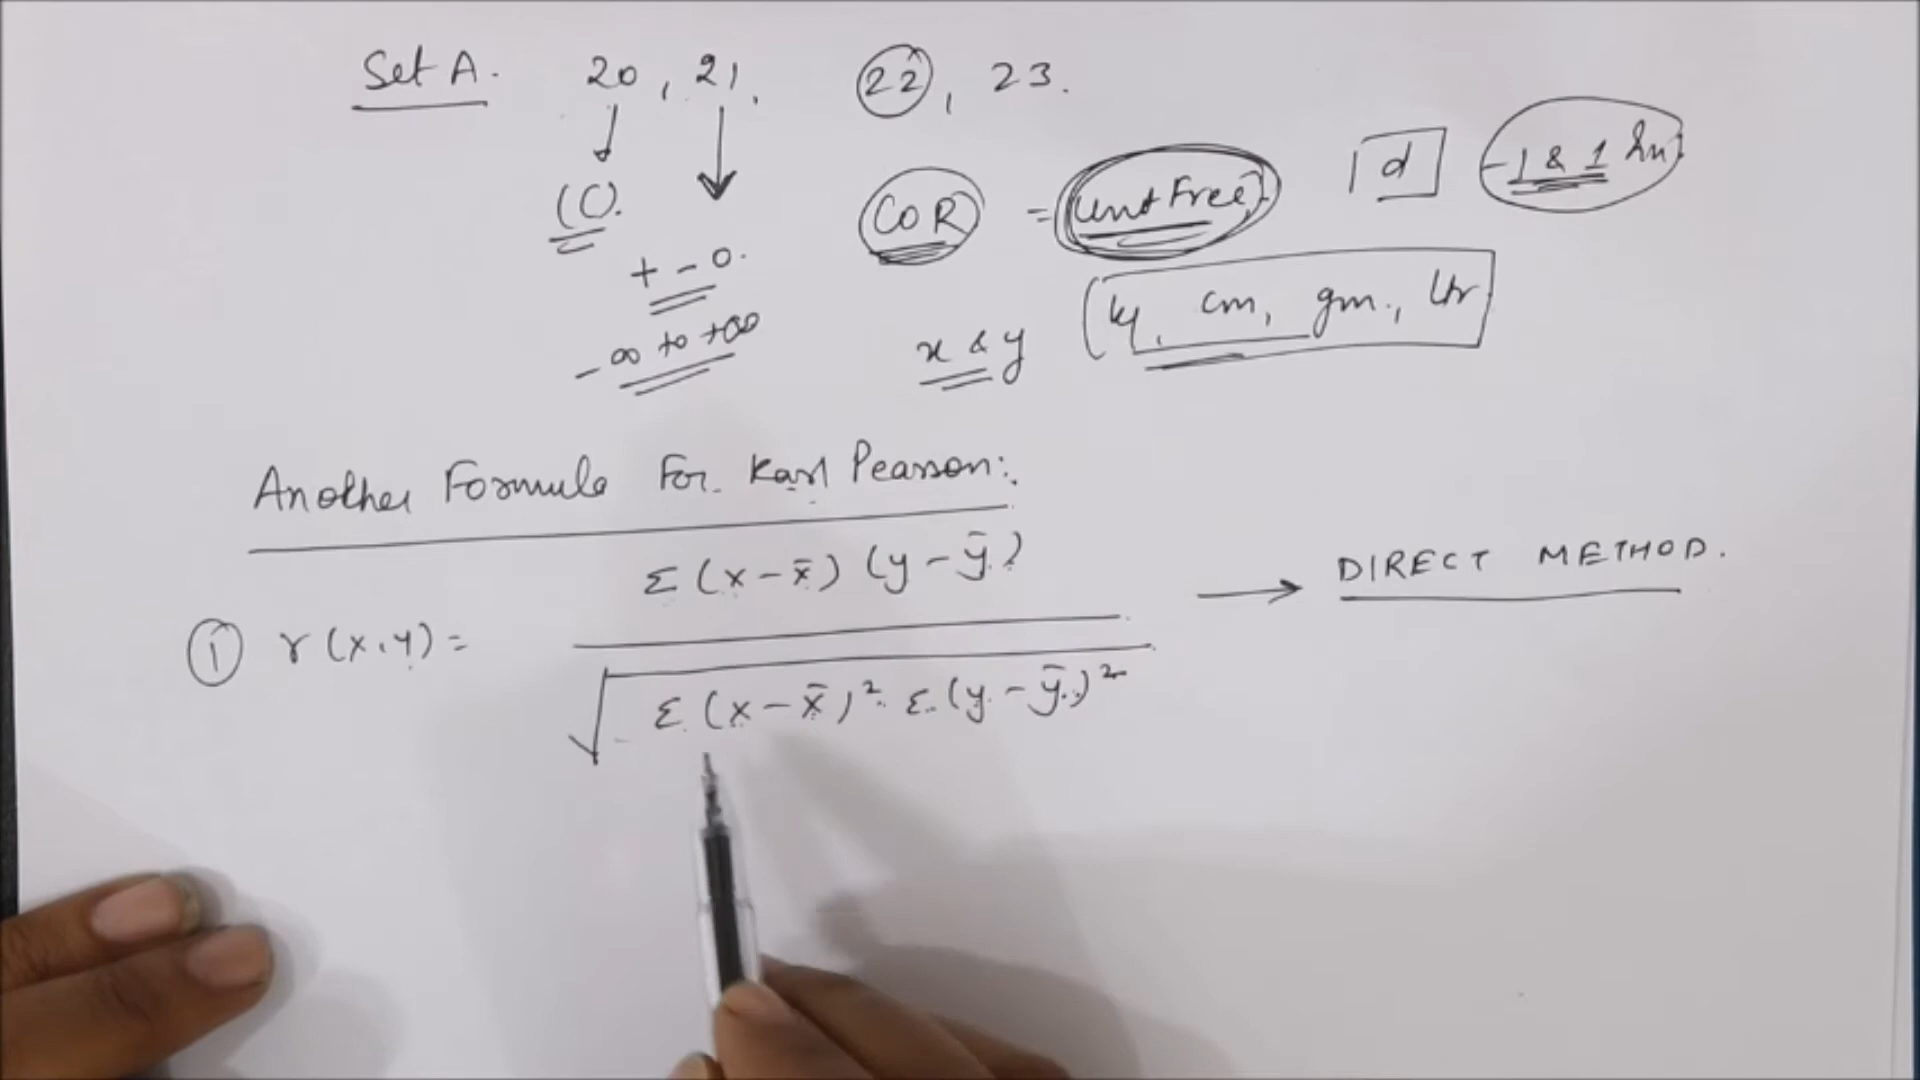 Set A. 20, 21, 22, 23.
(C).
COR = Unit Free
d
-1 & 1
+ - 0.
-∞ to +∞
x & y
cm, gm., ltr
Another Formula For Karl Pearson:.
Σ(x-x̄)(y-ȳ)
① r(x,y)=
√Σ(x-x̄)² Σ(y-ȳ)²
→ DIRECT METHOD.